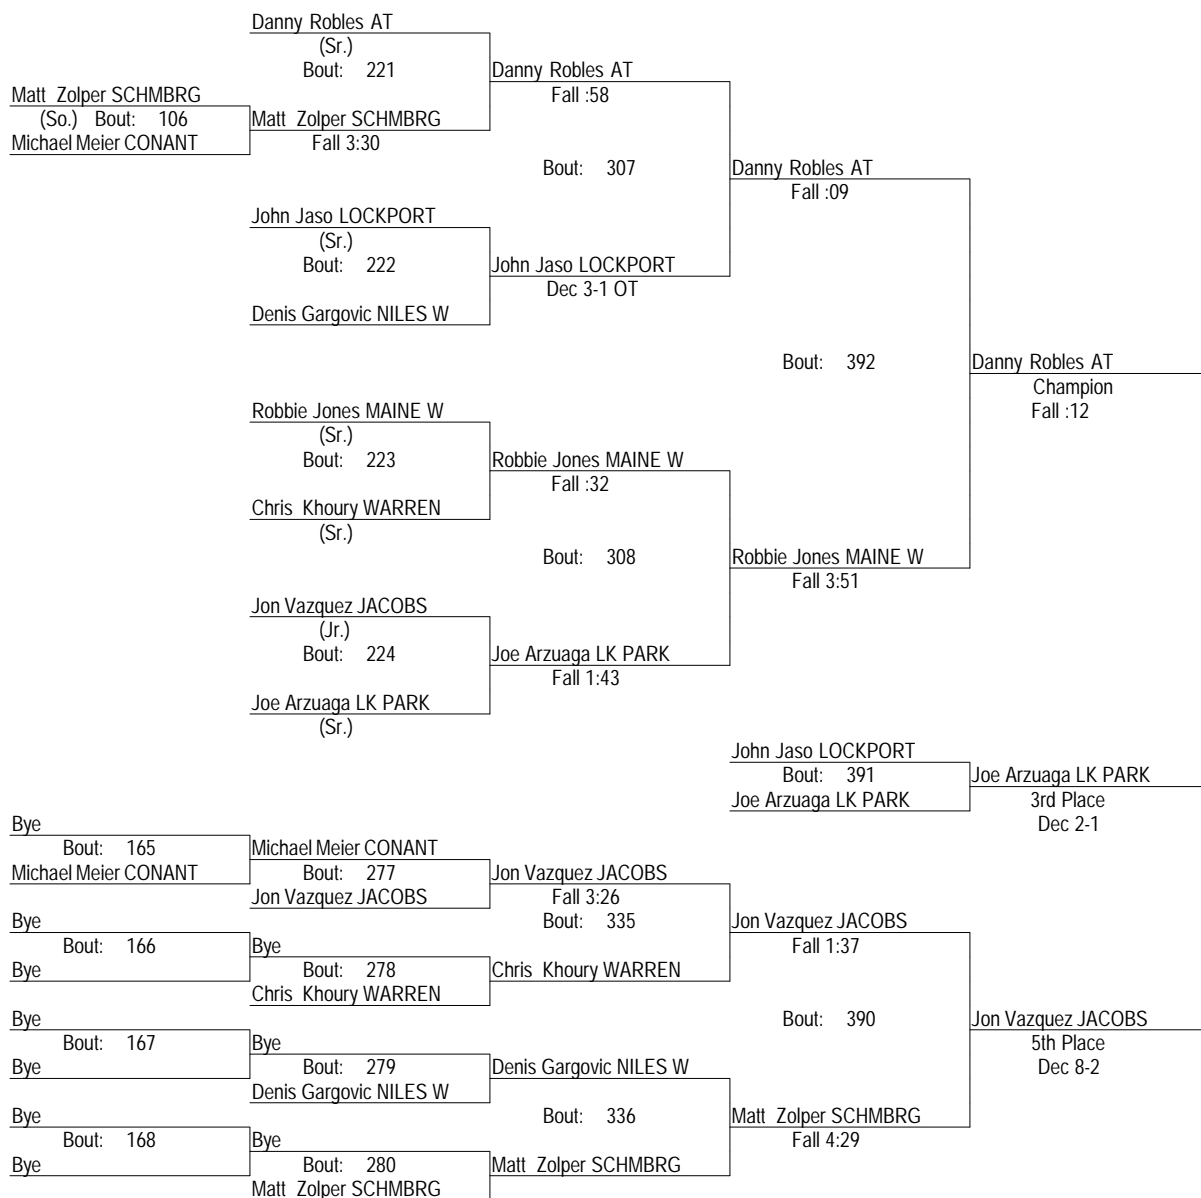 Danny Robles AT
(Sr.)
Bout: 221
Danny Robles AT
Fall :58
Matt Zolper SCHMBRG
(So.) Bout: 106
Michael Meier CONANT
Matt Zolper SCHMBRG
Fall 3:30
Bout: 307
Danny Robles AT
Fall :09
John Jaso LOCKPORT
(Sr.)
Bout: 222
John Jaso LOCKPORT
Dec 3-1 OT
Denis Gargovic NILES W
Bout: 392
Danny Robles AT
Champion
Fall :12
Robbie Jones MAINE W
(Sr.)
Bout: 223
Robbie Jones MAINE W
Fall :32
Chris Khoury WARREN
(Sr.)
Bout: 308
Robbie Jones MAINE W
Fall 3:51
Jon Vazquez JACOBS
(Jr.)
Bout: 224
Joe Arzuaga LK PARK
Fall 1:43
Joe Arzuaga LK PARK
(Sr.)
John Jaso LOCKPORT
Bout: 391
Joe Arzuaga LK PARK
Joe Arzuaga LK PARK
3rd Place
Dec 2-1
Bye
Bout: 165
Michael Meier CONANT
Michael Meier CONANT
Bout: 277
Jon Vazquez JACOBS
Jon Vazquez JACOBS
Fall 3:26
Bout: 335
Jon Vazquez JACOBS
Fall 1:37
Bye
Bout: 166
Bye
Bye
Bout: 278
Chris Khoury WARREN
Chris Khoury WARREN
Bout: 390
Jon Vazquez JACOBS
5th Place
Dec 8-2
Bye
Bout: 167
Bye
Bye
Bout: 279
Denis Gargovic NILES W
Denis Gargovic NILES W
Bout: 336
Matt Zolper SCHMBRG
Fall 4:29
Bye
Bout: 168
Bye
Bye
Bout: 280
Matt Zolper SCHMBRG
Matt Zolper SCHMBRG